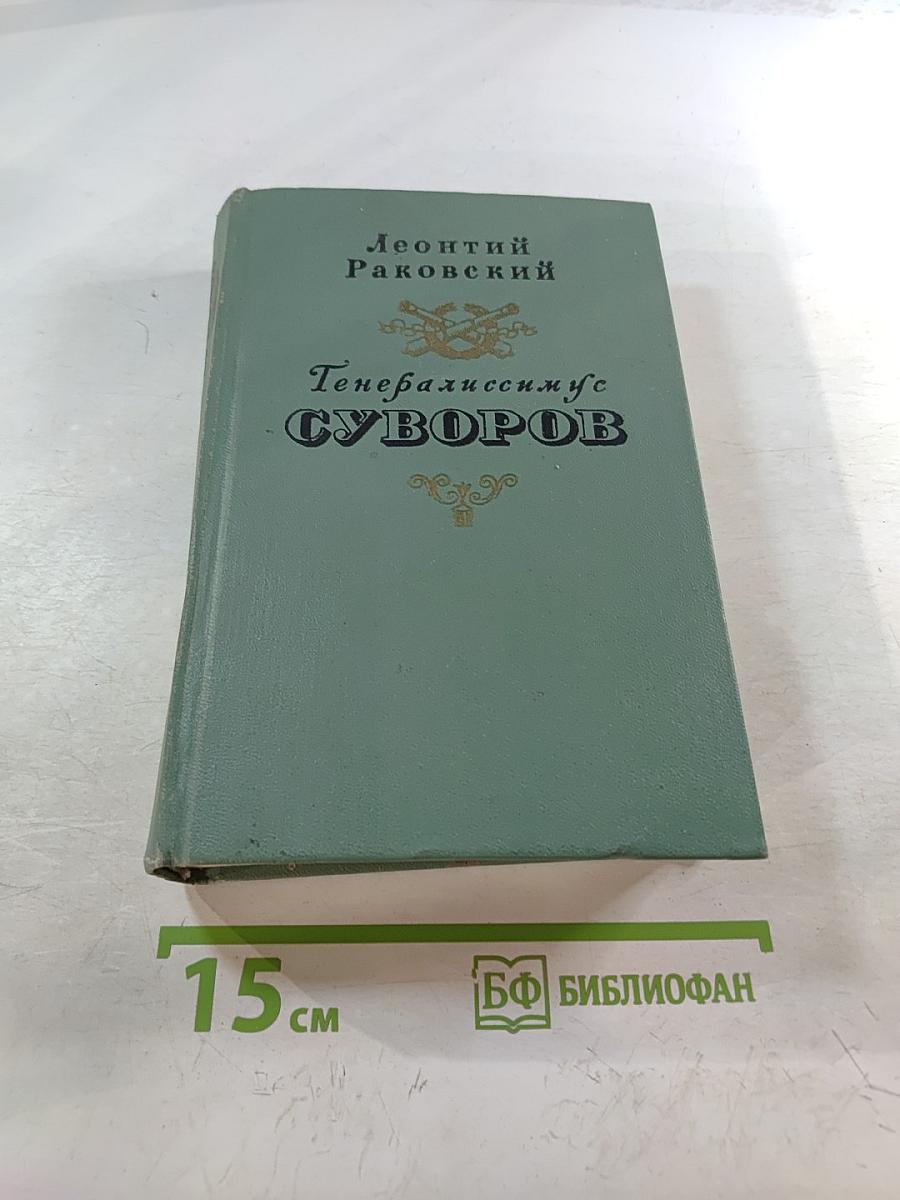 Леонтий
Раковский
Генералиссимус
СУВОРОВ
15 см
БФ БИБЛИОФАН